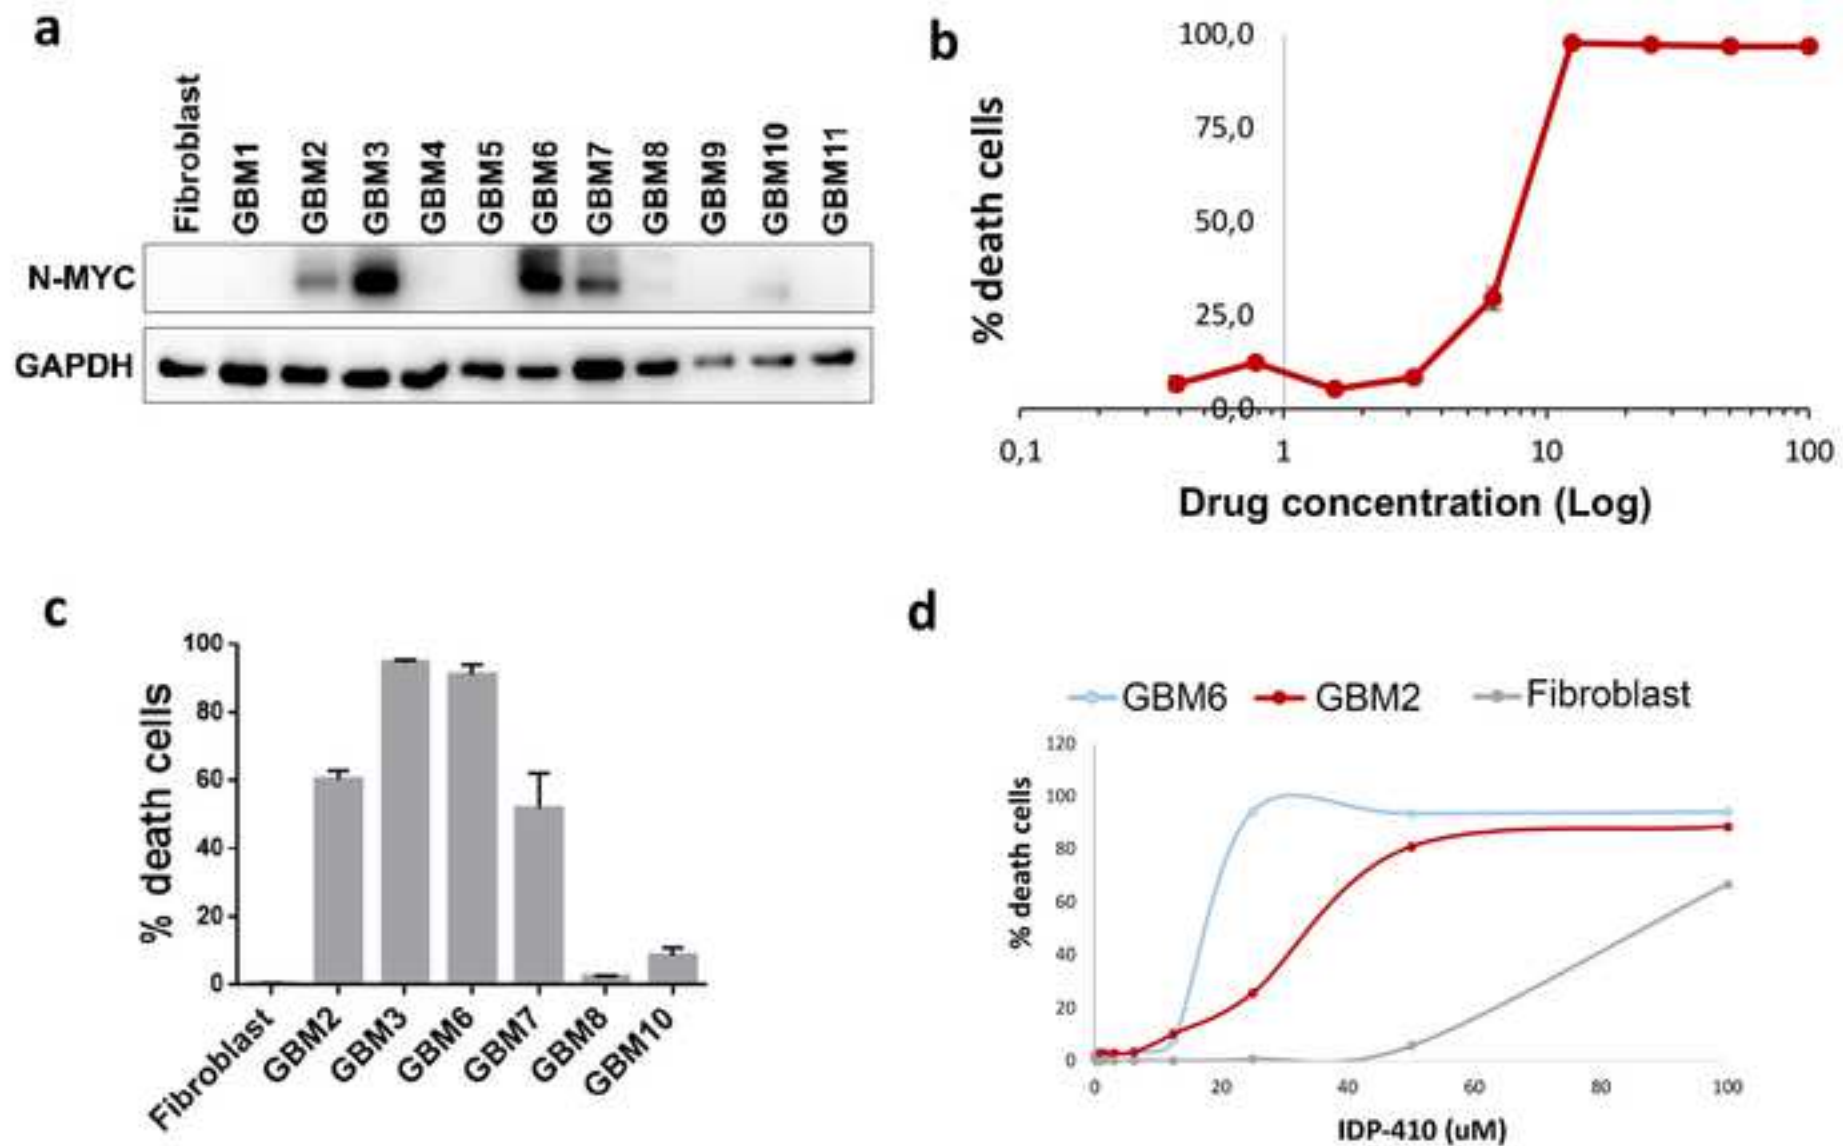 a
Fibroblast
GBM1
GBM2
GBM3
GBM4
GBM5
GBM6
GBM7
GBM8
GBM9
GBM10
GBM11
N-MYC
GAPDH
b
% death cells
100,0
75,0
50,0
25,0
0,0
0,1 1 10 100
Drug concentration (Log)
c
% death cells
100
80
60
40
20
0
Fibroblast
GBM2
GBM3
GBM6
GBM7
GBM8
GBM10
d
GBM6 GBM2 Fibroblast
% death cells
120
100
80
60
40
20
0
0 20 40 60 80 100
IDP-410 (uM)